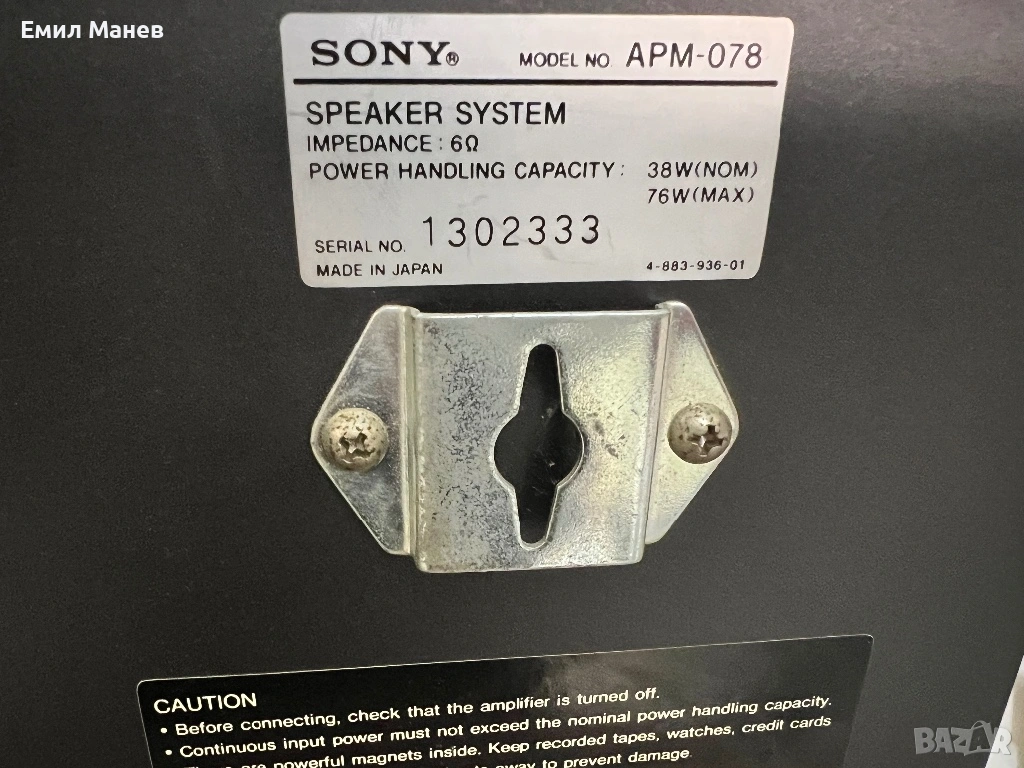 Емил Манев
SONY® MODEL NO. APM-078
SPEAKER SYSTEM
IMPEDANCE: 6Ω
POWER HANDLING CAPACITY: 38W(NOM)
76W(MAX)
SERIAL NO. 1302333
MADE IN JAPAN 4-883-936-01
CAUTION
• Before connecting, check that the amplifier is turned off.
• Continuous input power must not exceed the nominal power handling capacity.
are powerful magnets inside. Keep recorded tapes, watches, credit cards
away to prevent damage.
BAZAR